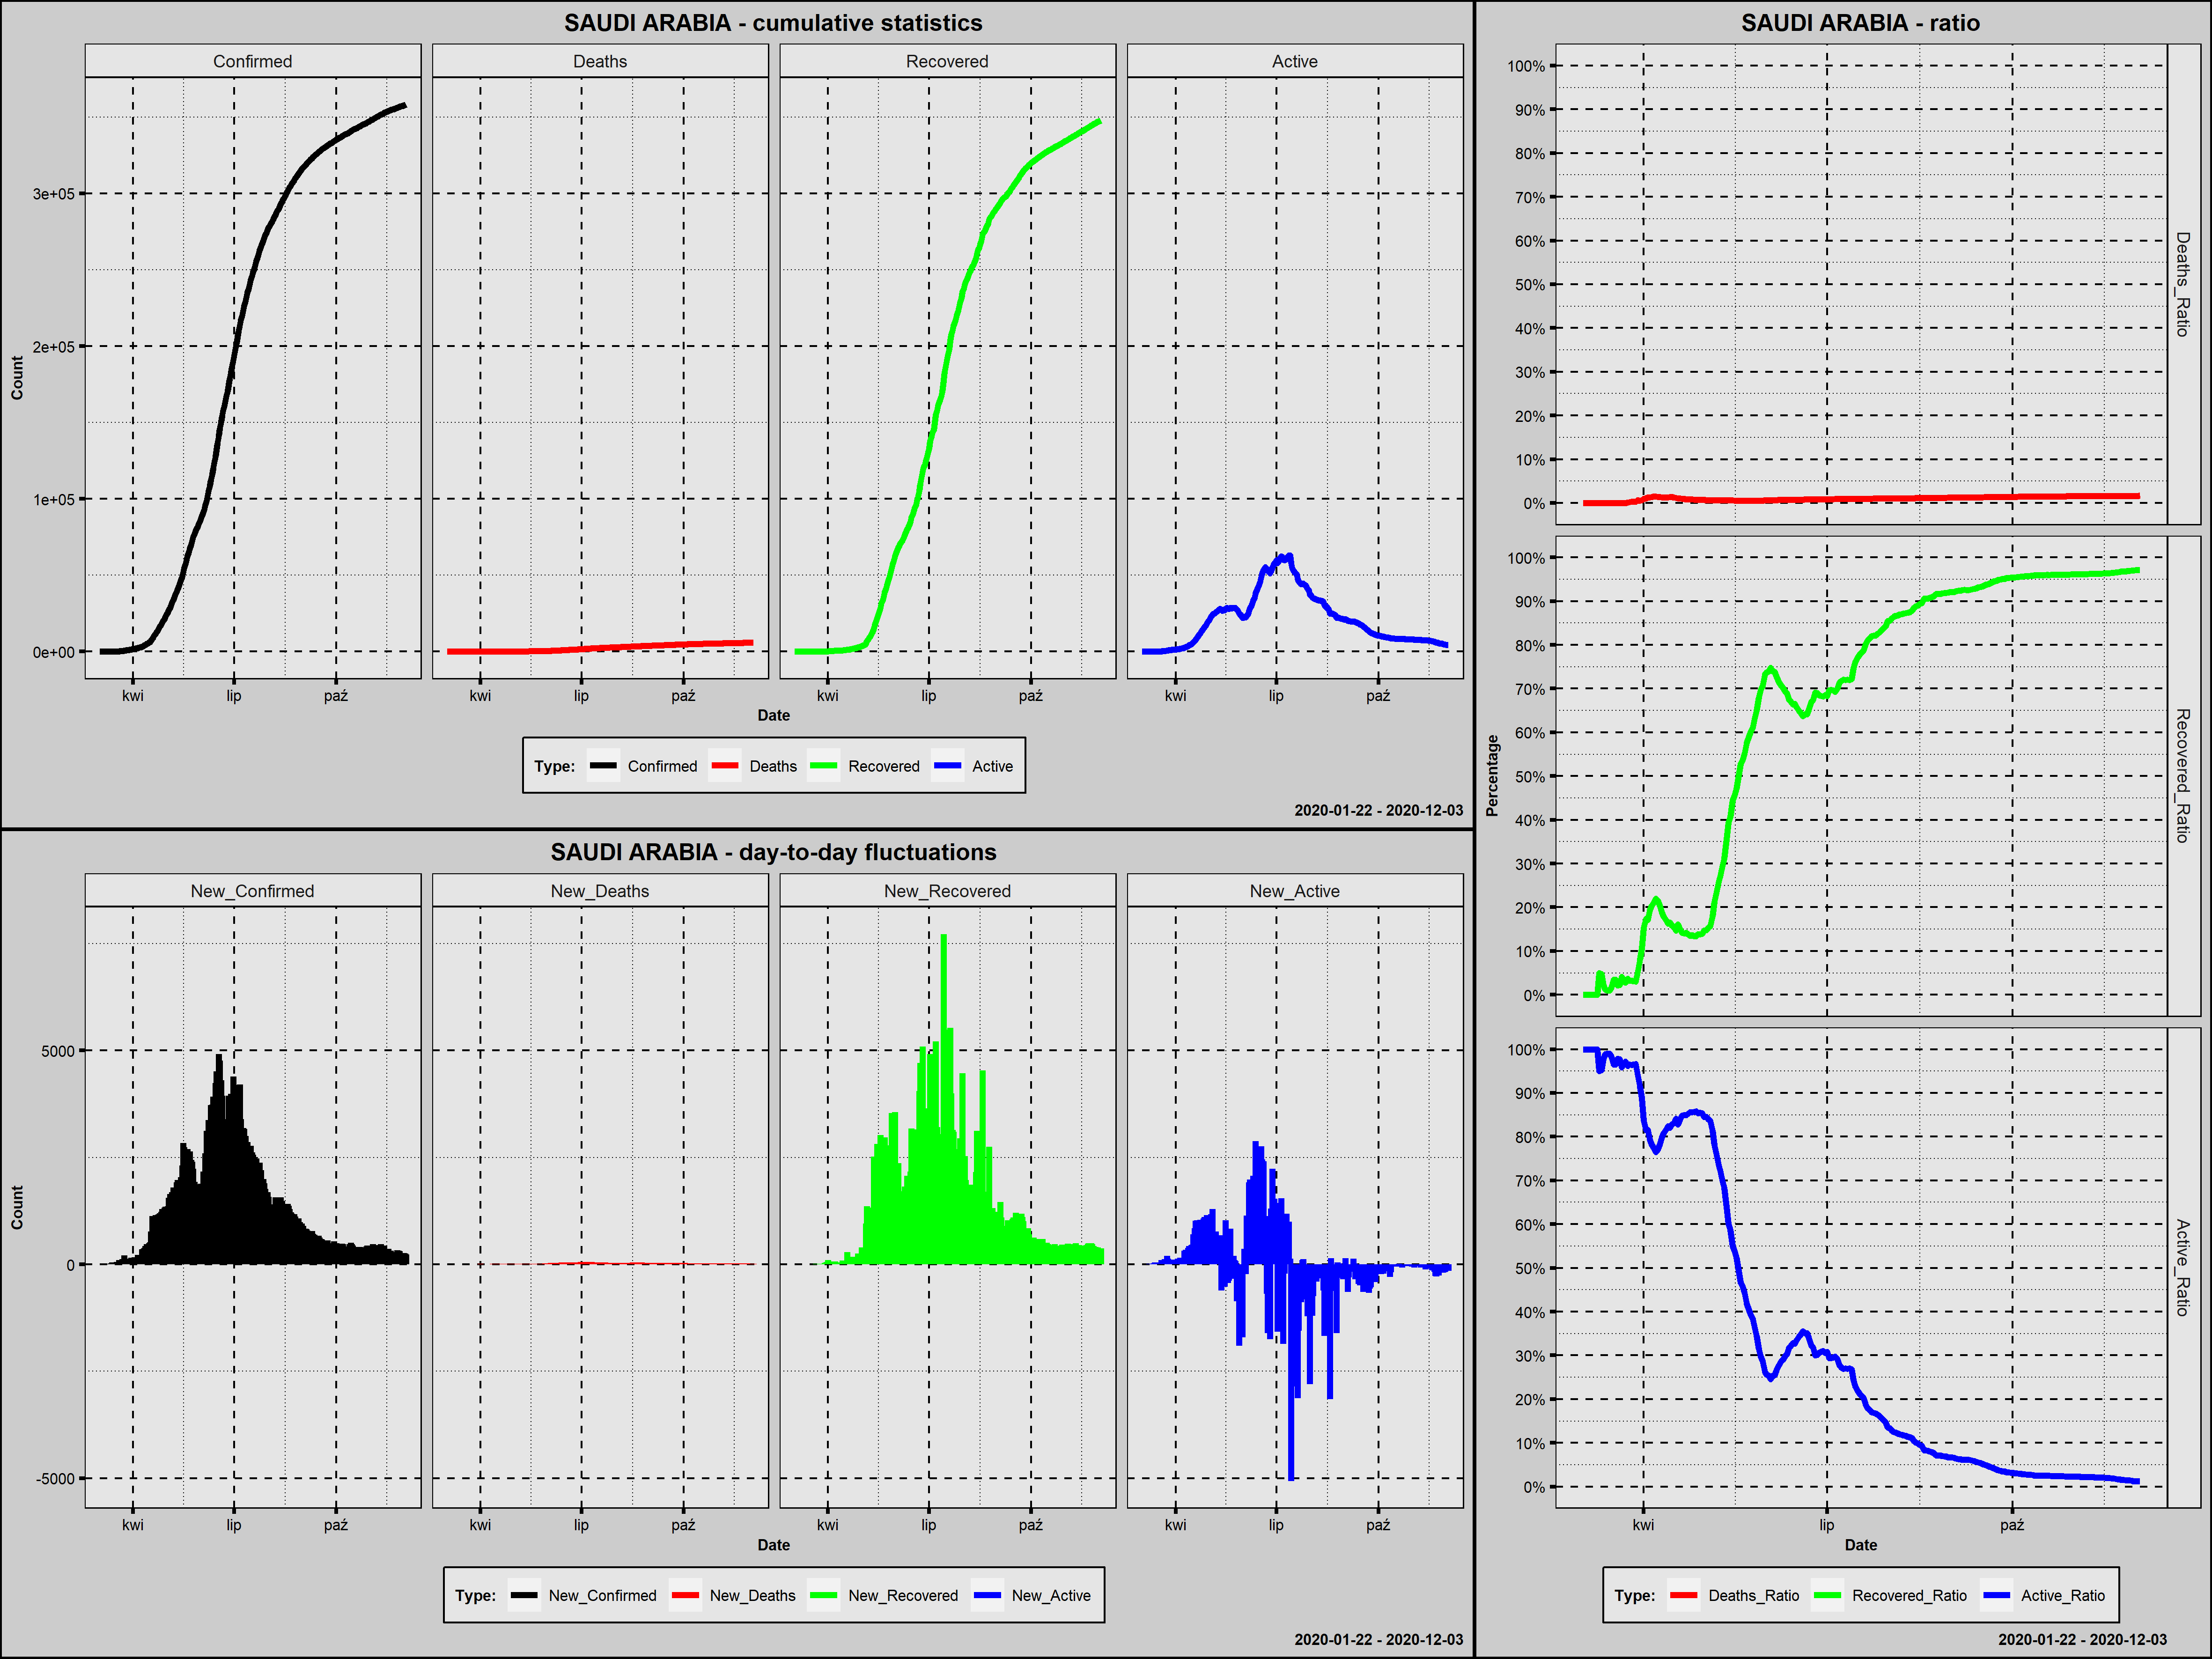 SAUDI ARABIA - cumulative statistics
Confirmed Deaths Recovered Active
Count
3e+05
2e+05
1e+05
0e+00
kwi lip paź kwi lip paź kwi lip paź kwi lip paź
Date
Type: Confirmed Deaths Recovered Active
2020-01-22 - 2020-12-03
SAUDI ARABIA - day-to-day fluctuations
New_Confirmed New_Deaths New_Recovered New_Active
Count
5000
0
-5000
kwi lip paź kwi lip paź kwi lip paź kwi lip paź
Date
Type: New_Confirmed New_Deaths New_Recovered New_Active
2020-01-22 - 2020-12-03
SAUDI ARABIA - ratio
Percentage
100%
90%
80%
70%
60%
50%
40%
30%
20%
10%
0%
Deaths_Ratio
100%
90%
80%
70%
60%
50%
40%
30%
20%
10%
0%
Recovered_Ratio
100%
90%
80%
70%
60%
50%
40%
30%
20%
10%
0%
Active_Ratio
kwi lip paź
Date
Type: Deaths_Ratio Recovered_Ratio Active_Ratio
2020-01-22 - 2020-12-03